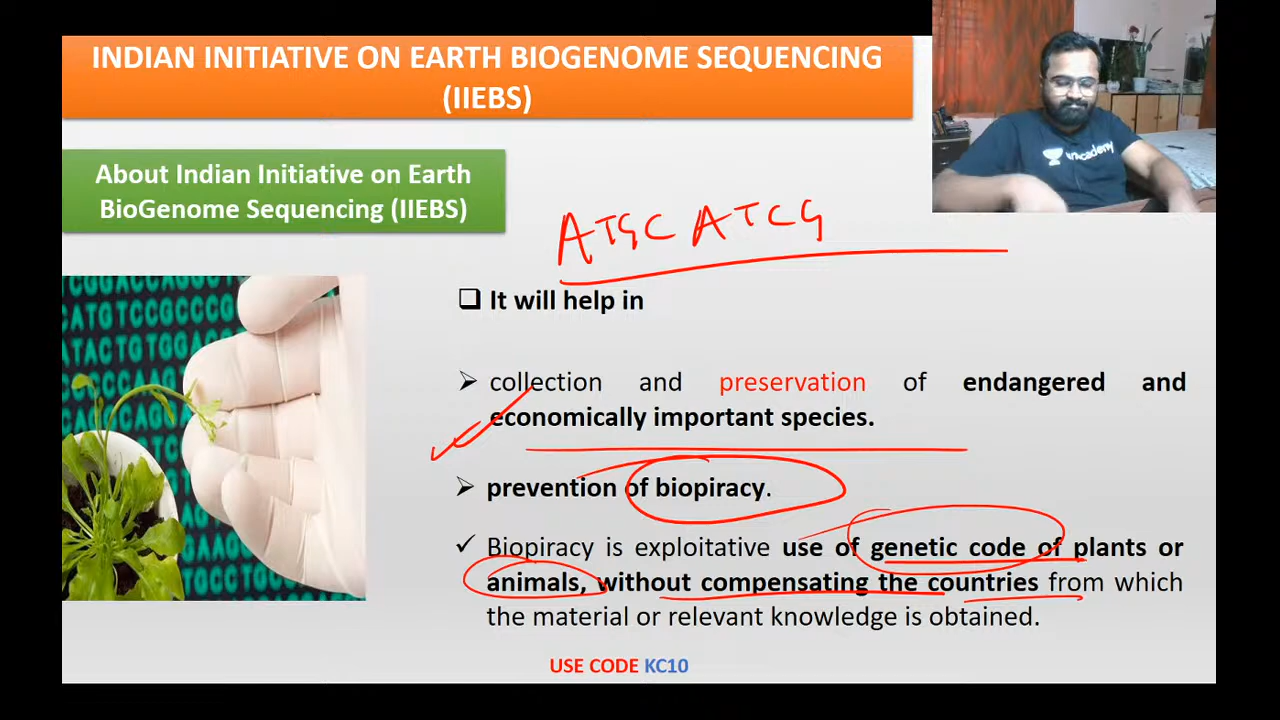 INDIAN INITIATIVE ON EARTH BIOGENOME SEQUENCING
(IIEBS)
unacademy
About Indian Initiative on Earth
BioGenome Sequencing (IIEBS)
ATGC ATCG
❑ It will help in
➢ collection and preservation of endangered and
economically important species.
➢ prevention of biopiracy.
✓ Biopiracy is exploitative use of genetic code of plants or
animals, without compensating the countries from which
the material or relevant knowledge is obtained.
USE CODE KC10